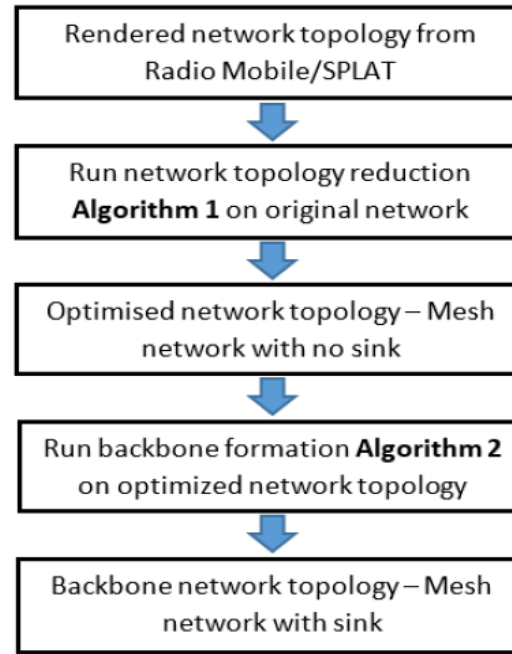 Rendered network topology from
Radio Mobile/SPLAT
Run network topology reduction
Algorithm 1 on original network
Optimised network topology – Mesh
network with no sink
Run backbone formation Algorithm 2
on optimized network topology
Backbone network topology – Mesh
network with sink